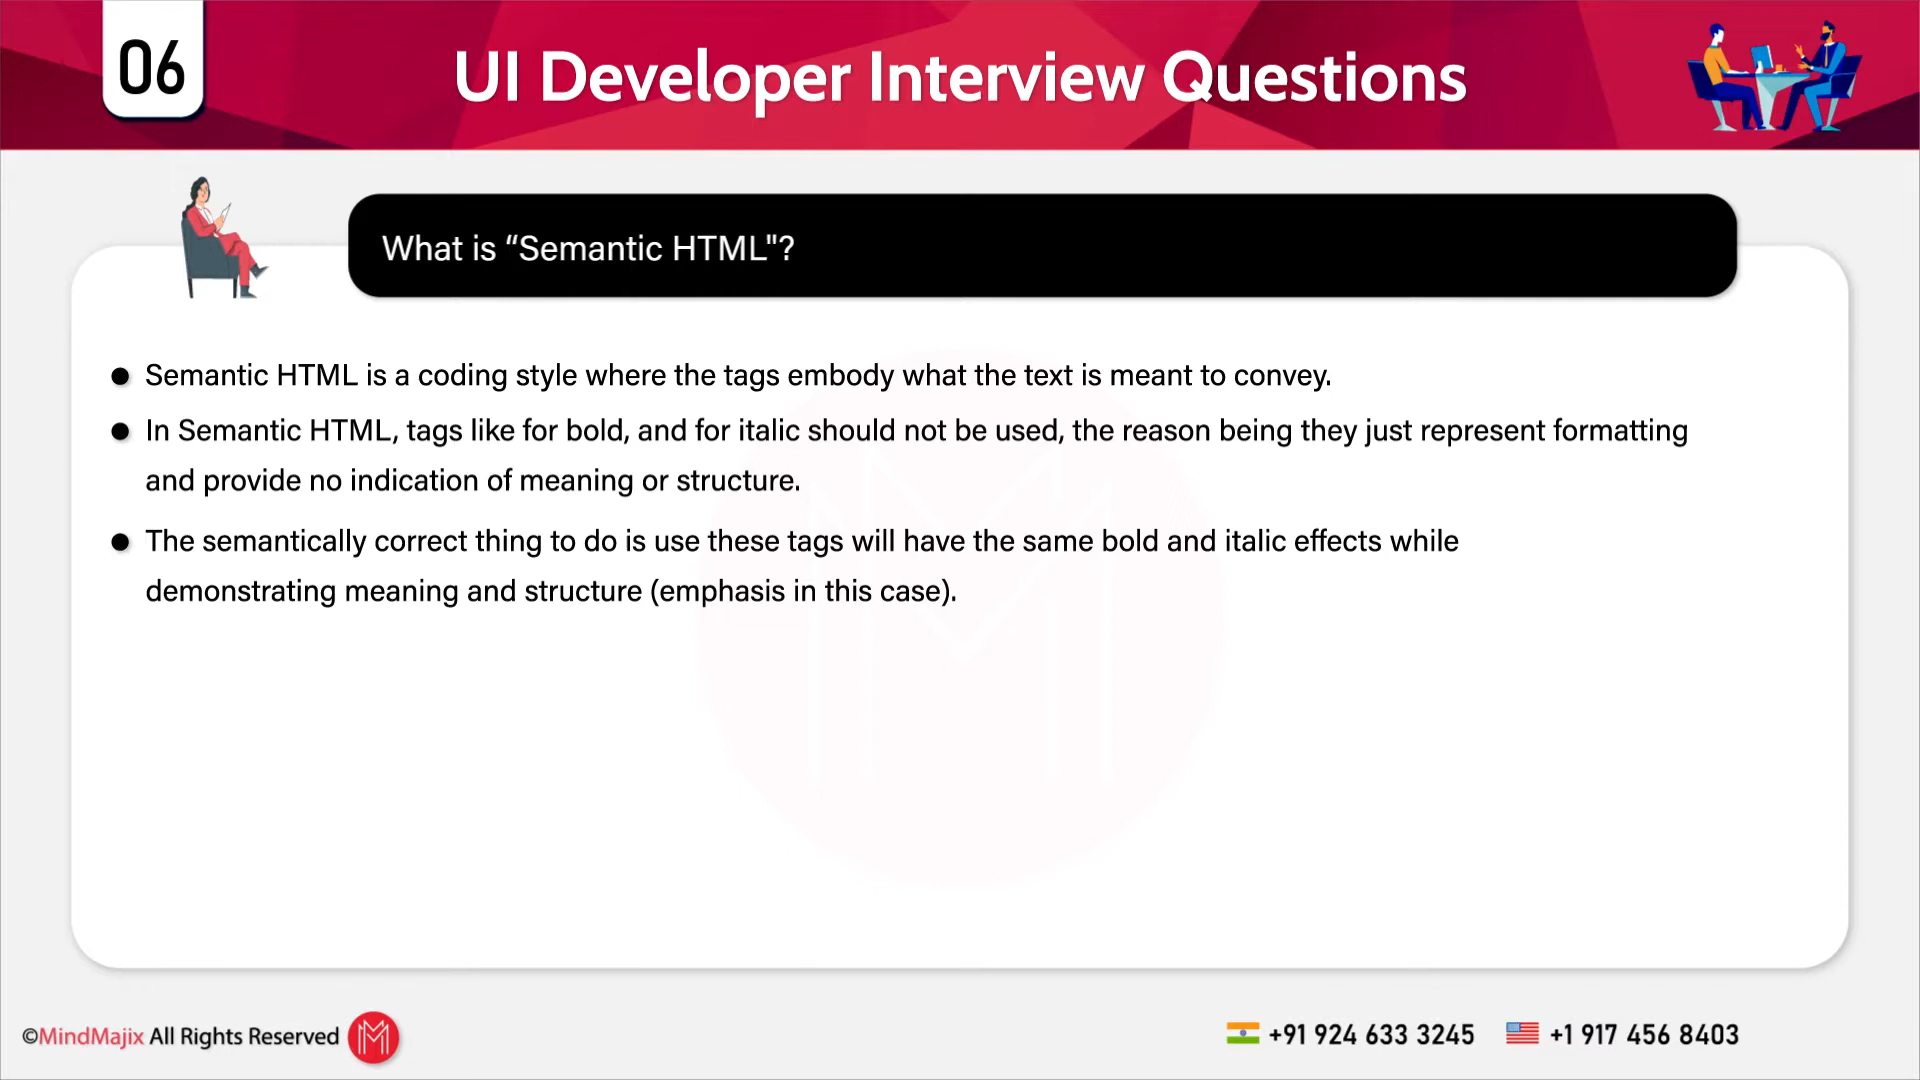 06
UI Developer Interview Questions
What is “Semantic HTML"?
● Semantic HTML is a coding style where the tags embody what the text is meant to convey.
● In Semantic HTML, tags like for bold, and for italic should not be used, the reason being they just represent formatting
and provide no indication of meaning or structure.
● The semantically correct thing to do is use these tags will have the same bold and italic effects while
demonstrating meaning and structure (emphasis in this case).
©MindMajix All Rights Reserved
+91 924 633 3245
+1 917 456 8403